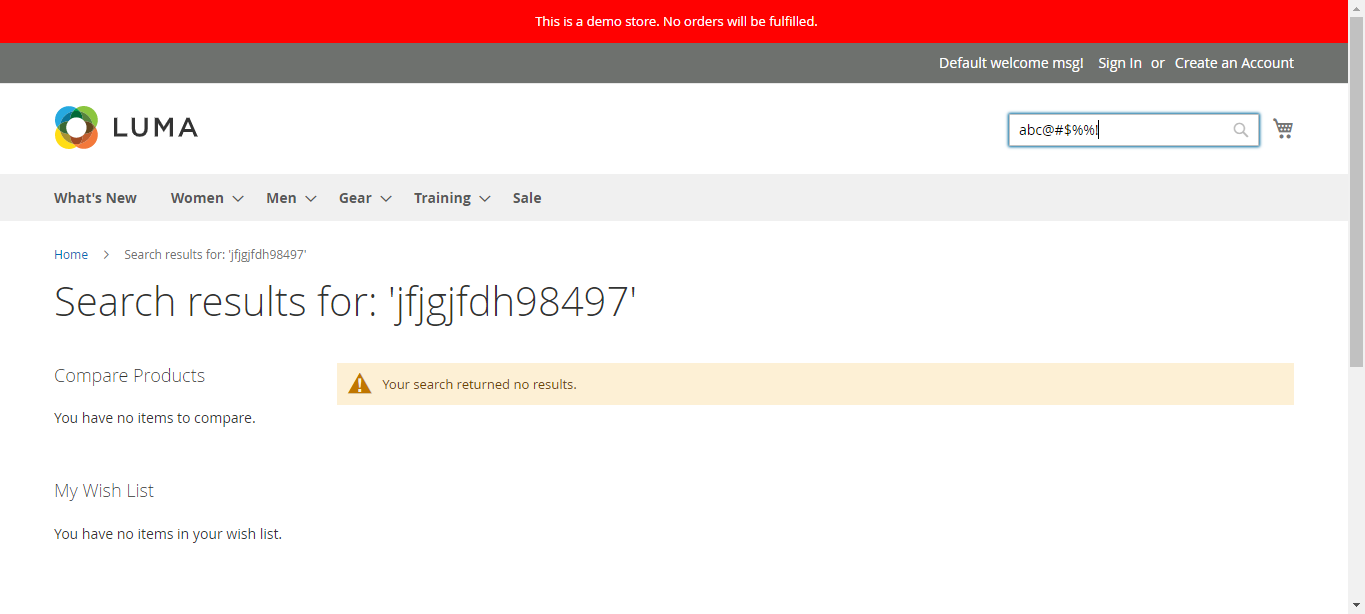 This is a demo store. No orders will be fulfilled.
Default welcome msg! Sign In or Create an Account
LUMA
abc@#$%%!
What's New Women Men Gear Training Sale
Home > Search results for: 'jfjgjfdh98497'
Search results for: 'jfjgjfdh98497'
Compare Products
Your search returned no results.
You have no items to compare.
My Wish List
You have no items in your wish list.